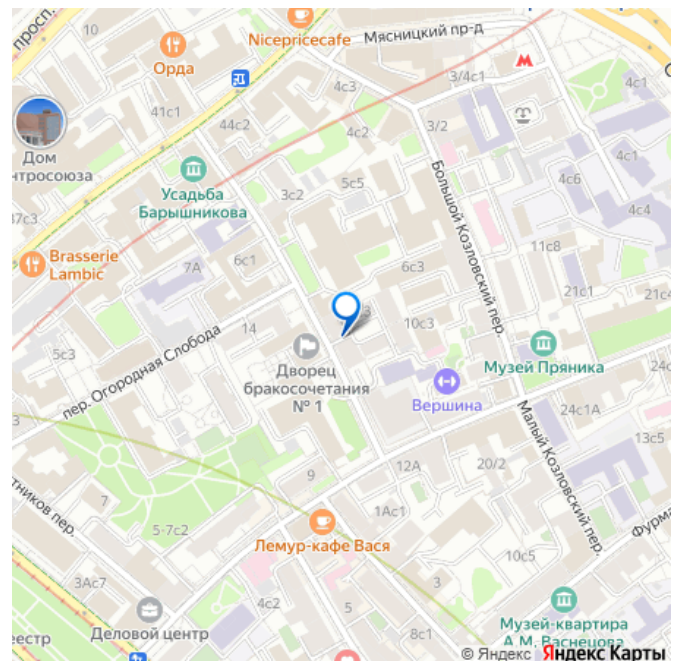 просп.
10
Nicepricecafe
Мясницкий пр-д
Орда
3/4с1
4с1
41с1
4с3
44с2
4с2
3/2
Дом
нтросоюза
4с1
Усадьба
Барышникова
5с5
4с6
37с3
3с2
4с4
Большой Козловский пер.
Brasserie
Lambic
7А
6с1
6с3
11с8
21с1
21с4
14
3
10с3
5с3
пер. Огородная Слобода
Дворец
бракосочетания
№ 1
Музей Пряника
24с
Вершина
24с1А
Малый Козловский пер.
13с5
3
9
12А
20/2
7
1Ас1
Фурма
тников пер.
5-7с2
Лемур-кафе Вася
10с5
3Ас7
3
4с2
5
Деловой центр
естр
8с1
Музей-квартира
А.М. Васнецова
© Яндекс Яндекс Карты